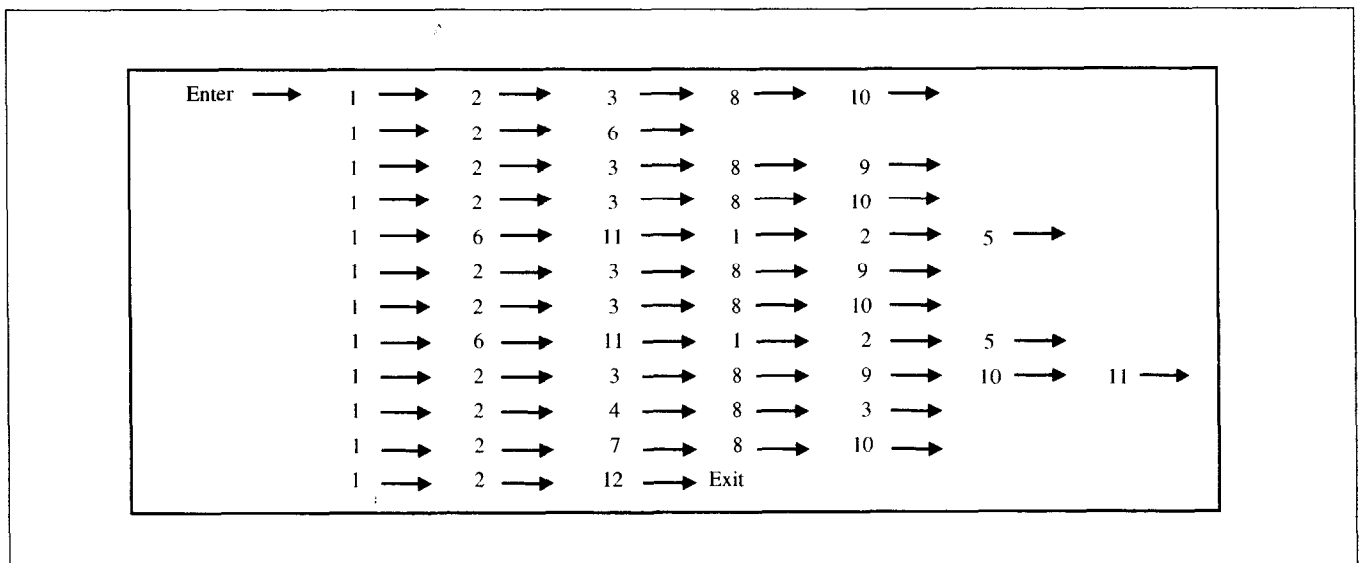 Enter → 1 → 2 → 3 → 8 → 10 →
1 → 2 → 6 →
1 → 2 → 3 → 8 → 9 →
1 → 2 → 3 → 8 → 10 →
1 → 6 → 11 → 1 → 2 → 5 →
1 → 2 → 3 → 8 → 9 →
1 → 2 → 3 → 8 → 10 →
1 → 6 → 11 → 1 → 2 → 5 →
1 → 2 → 3 → 8 → 9 → 10 → 11 →
1 → 2 → 4 → 8 → 3 →
1 → 2 → 7 → 8 → 10 →
1 → 2 → 12 → Exit